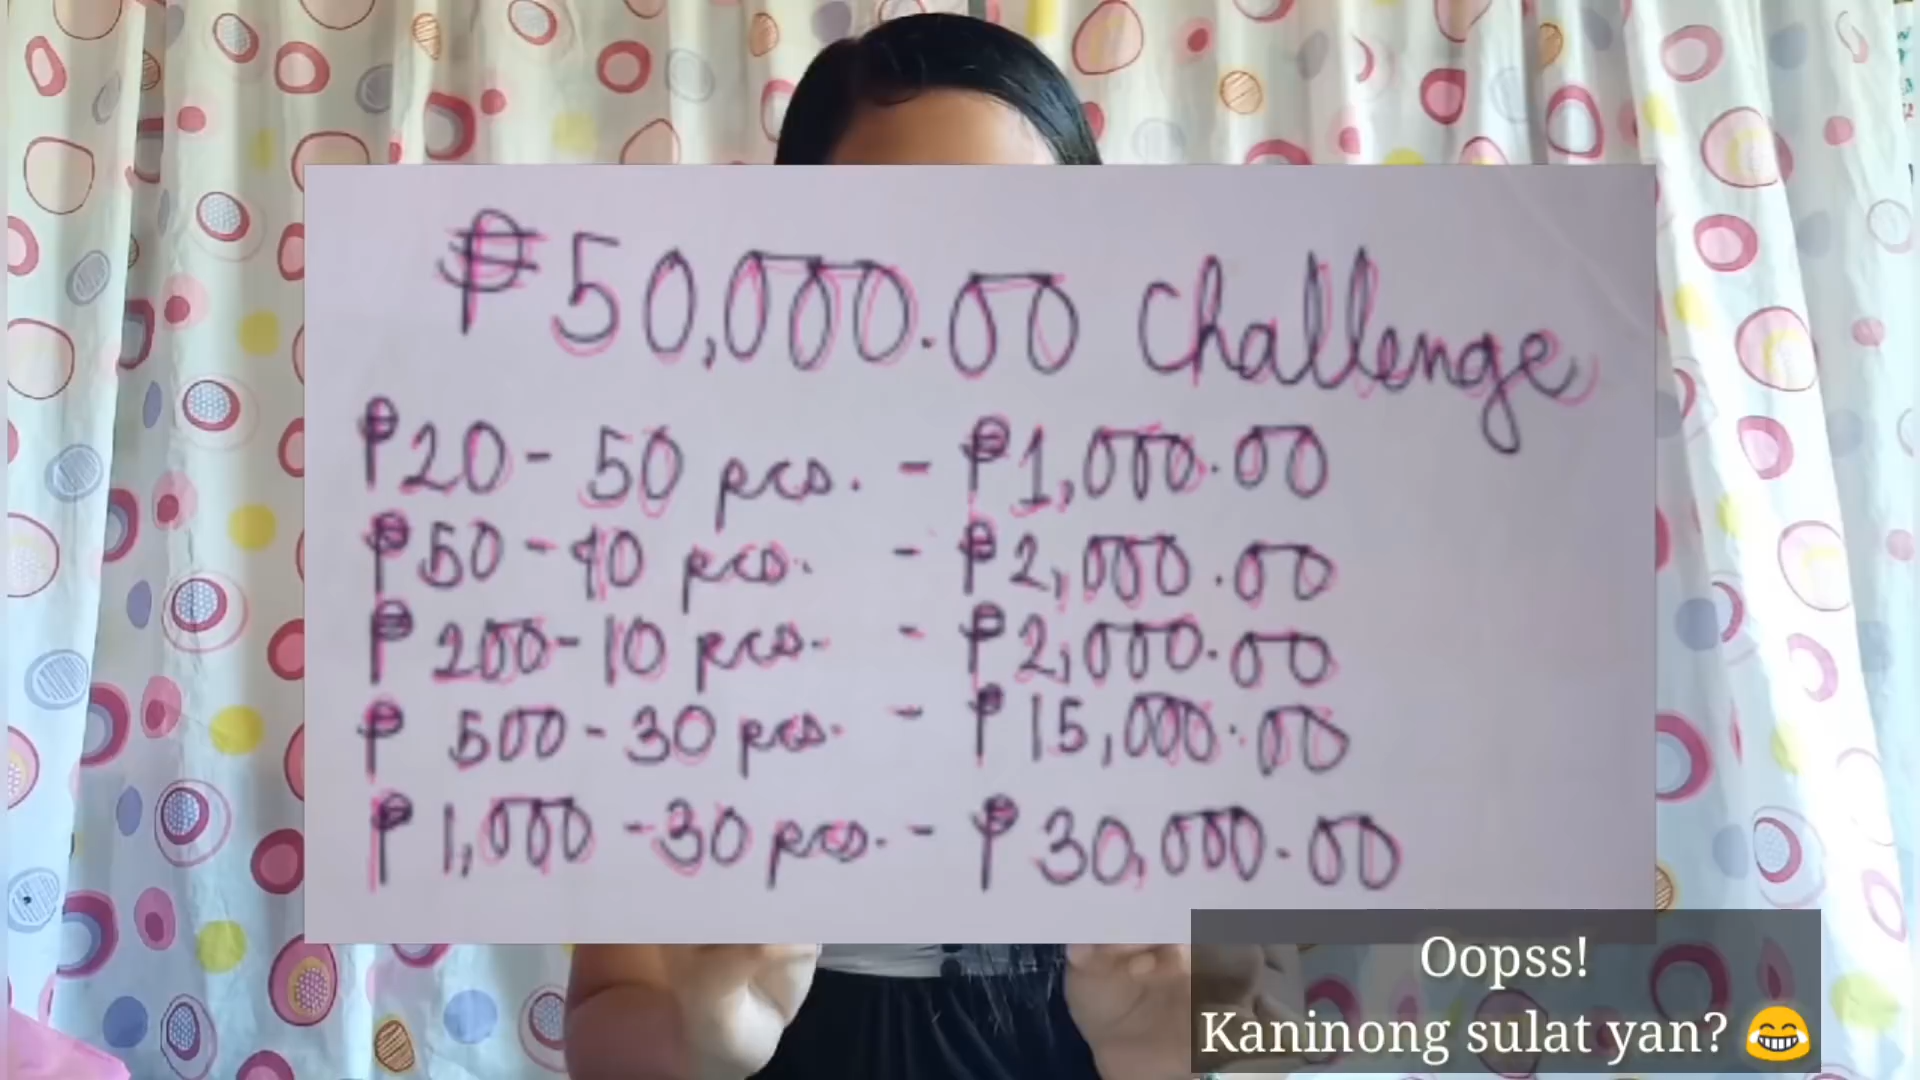 ₱50,000.00 Challenge
₱20 - 50 pcs. - ₱1,000.00
₱50 - 40 pcs. - ₱2,000.00
₱200 - 10 pcs. - ₱2,000.00
₱500 - 30 pcs. - ₱15,000.00
₱1,000 - 30 pcs. - ₱30,000.00
Oopss!
Kaninong sulat yan? 😂